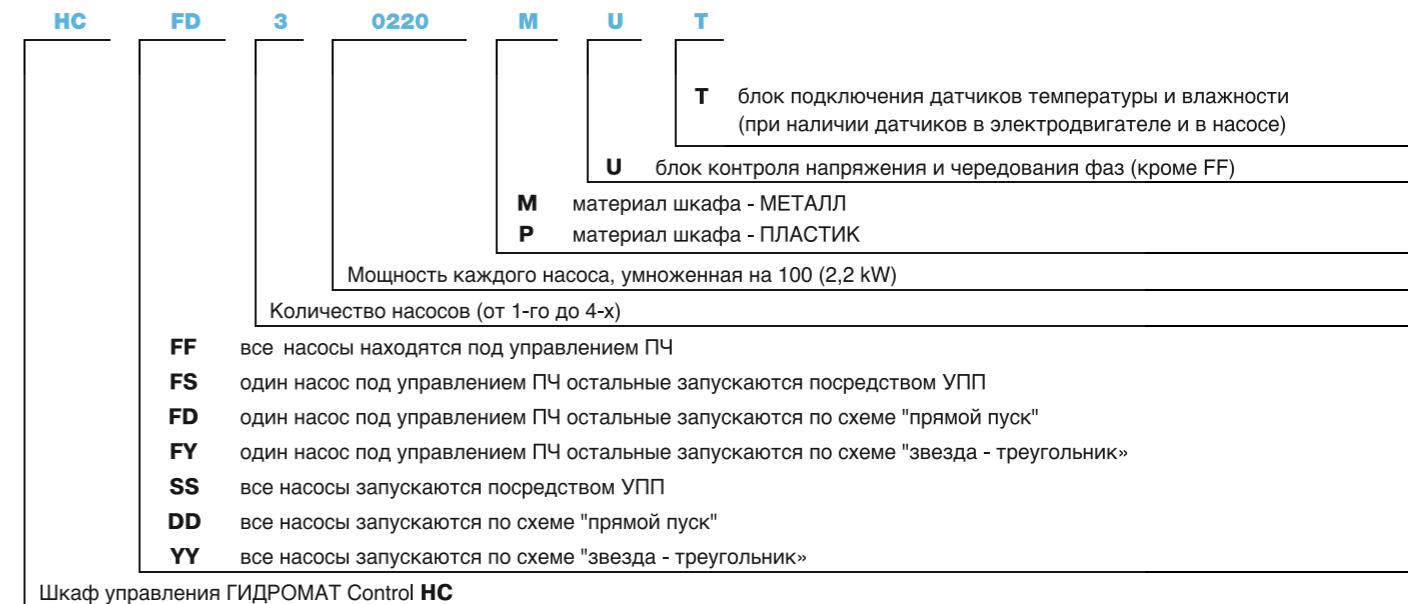 HC FD 3 0220 M U T
T блок подключения датчиков температуры и влажности
(при наличии датчиков в электродвигателе и в насосе)
U блок контроля напряжения и чередования фаз (кроме FF)
M материал шкафа - МЕТАЛЛ
P материал шкафа - ПЛАСТИК
Мощность каждого насоса, умноженная на 100 (2,2 kW)
Количество насосов (от 1-го до 4-х)
FF все находятся под управлением ПЧ
FS один насос под управлением ПЧ остальные запускаются посредством УПП
FD один насос под управлением ПЧ остальные запускаются по схеме "прямой пуск"
FY один насос под управлением ПЧ остальные запускаются по схеме "звезда - треугольник»
SS все насосы запускаются посредством УПП
DD все насосы запускаются по схеме "прямой пуск"
YY все насосы запускаются по схеме "звезда - треугольник»
Шкаф управления ГИДРОМАТ Control HC